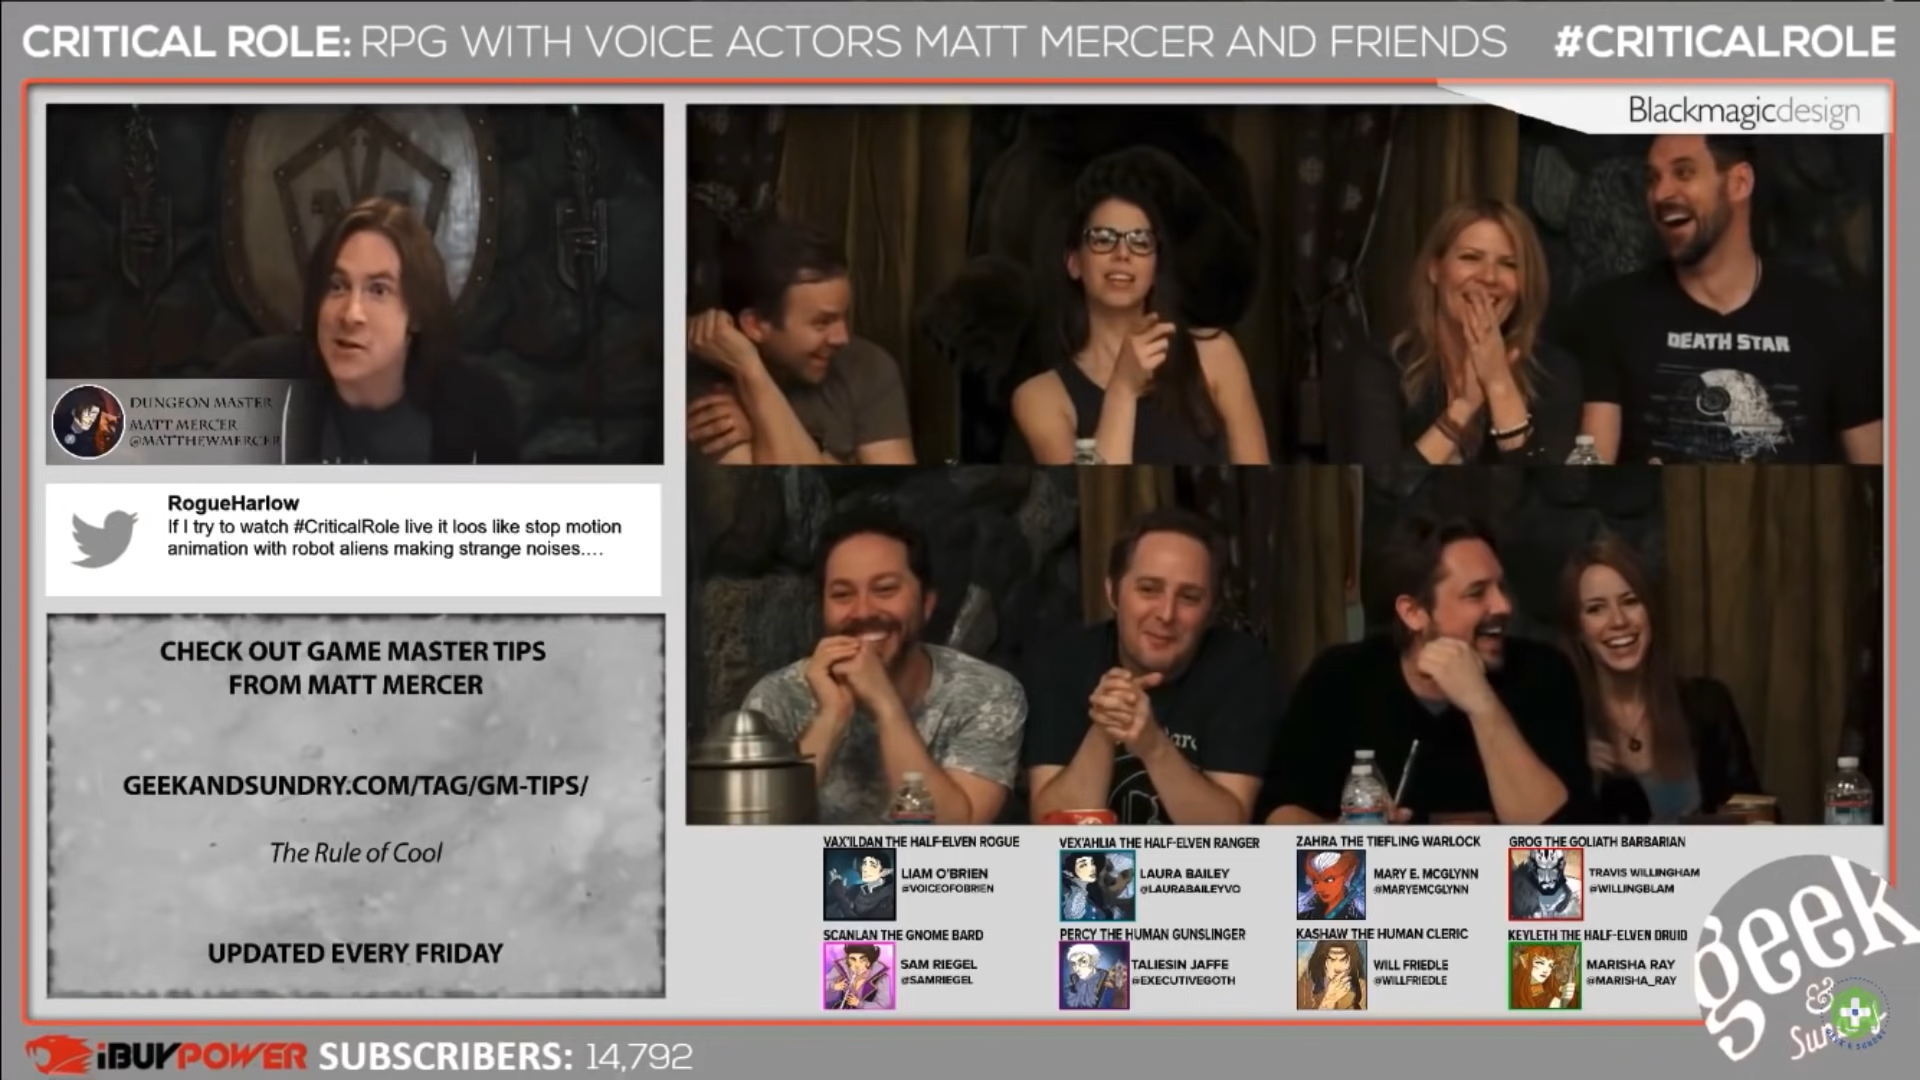 CRITICAL ROLE: RPG WITH VOICE ACTORS MATT MERCER AND FRIENDS #CRITICALROLE
Blackmagicdesign
DEATH STAR
DUNGEON MASTER
MATT MERCER
@MATTHEWMERCER
RogueHarlow
If I try to watch #CriticalRole live it loos like stop motion
animation with robot aliens making strange noises....
CHECK OUT GAME MASTER TIPS
FROM MATT MERCER
GEEKANDSUNDRY.COM/TAG/GM-TIPS/
The Rule of Cool
UPDATED EVERY FRIDAY
VAX'ILDAN THE HALF-ELVEN ROGUE
LIAM O'BRIEN
@VOICEOFOBRIEN
VEX'AHLIA THE HALF-ELVEN RANGER
LAURA BAILEY
@LAURABAILEYVO
ZAHRA THE TIEFLING WARLOCK
MARY E. MCGLYNN
@MARYEMCGLYNN
GROG THE GOLIATH BARBARIAN
TRAVIS WILLINGHAM
@WILLINGBLAM
SCANLAN THE GNOME BARD
SAM RIEGEL
@SAMRIEGEL
PERCY THE HUMAN GUNSLINGER
TALIESIN JAFFE
@EXECUTIVEGOTH
KASHAW THE HUMAN CLERIC
WILL FRIEDLE
@WILLFRIEDLE
KEYLETH THE HALF-ELVEN DRUID
MARISHA RAY
@MARISHA_RAY
geek
&
iBUYPOWER SUBSCRIBERS: 14,792